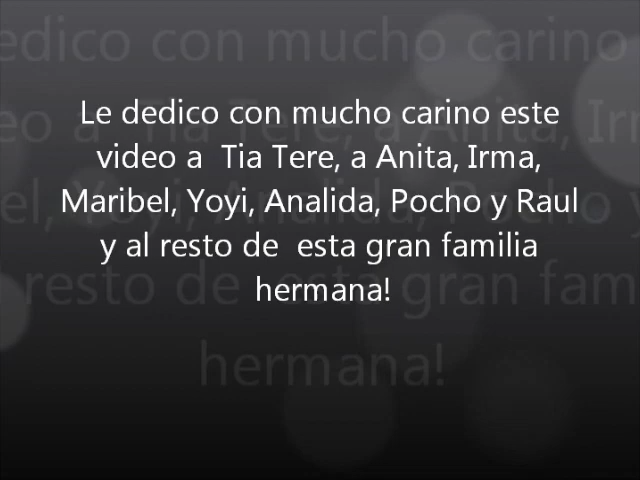 Le dedico con mucho carino este
video a  Tia Tere, a Anita, Irma,
Maribel, Yoyi, Analida, Pocho y Raul
y al resto de  esta gran familia
hermana!